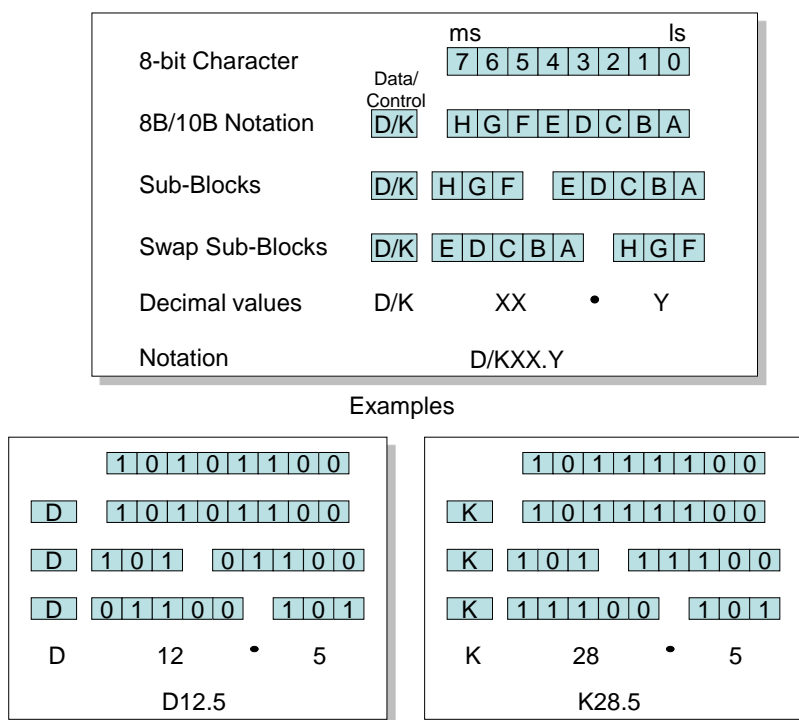 ms ls
8-bit Character 7 6 5 4 3 2 1 0
Data/
Control
8B/10B Notation D/K H G F E D C B A
Sub-Blocks D/K H G F E D C B A
Swap Sub-Blocks D/K E D C B A H G F
Decimal values D/K XX • Y
Notation D/KXX.Y
Examples
1 0 1 0 1 1 0 0
D 1 0 1 0 1 1 0 0
D 1 0 1 0 1 1 0 0
D 0 1 1 0 0 1 0 1
D 12 • 5
D12.5
1 0 1 1 1 1 0 0
K 1 0 1 1 1 1 0 0
K 1 0 1 1 1 1 0 0
K 1 1 1 0 0 1 0 1
K 28 • 5
K28.5